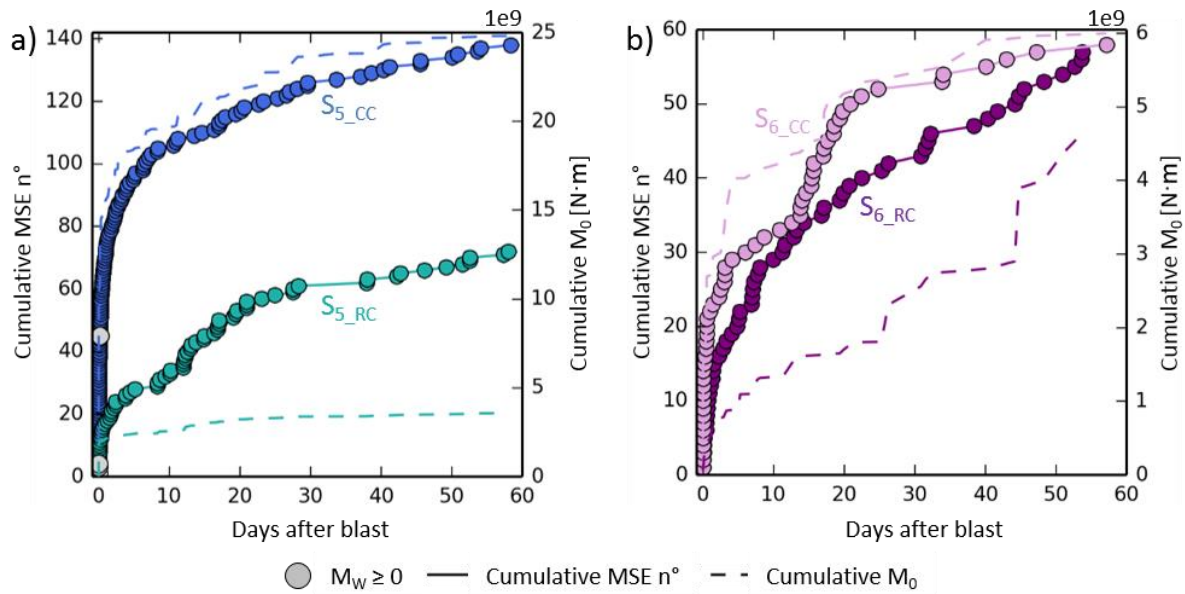 1e9
1e9
a)
b)
140
120
100
80
60
40
20
0
25
20
15
10
5
0
60
50
40
30
20
10
0
6
5
4
3
2
1
0
Cumulative MSE n°
Cumulative M0 [N·m]
Cumulative MSE n°
Cumulative M0 [N·m]
S5_CC
S5_RC
S6_CC
S6_RC
0 10 20 30 40 50 60
0 10 20 30 40 50 60
Days after blast
Days after blast
MW ≥ 0
Cumulative MSE n°
Cumulative M0